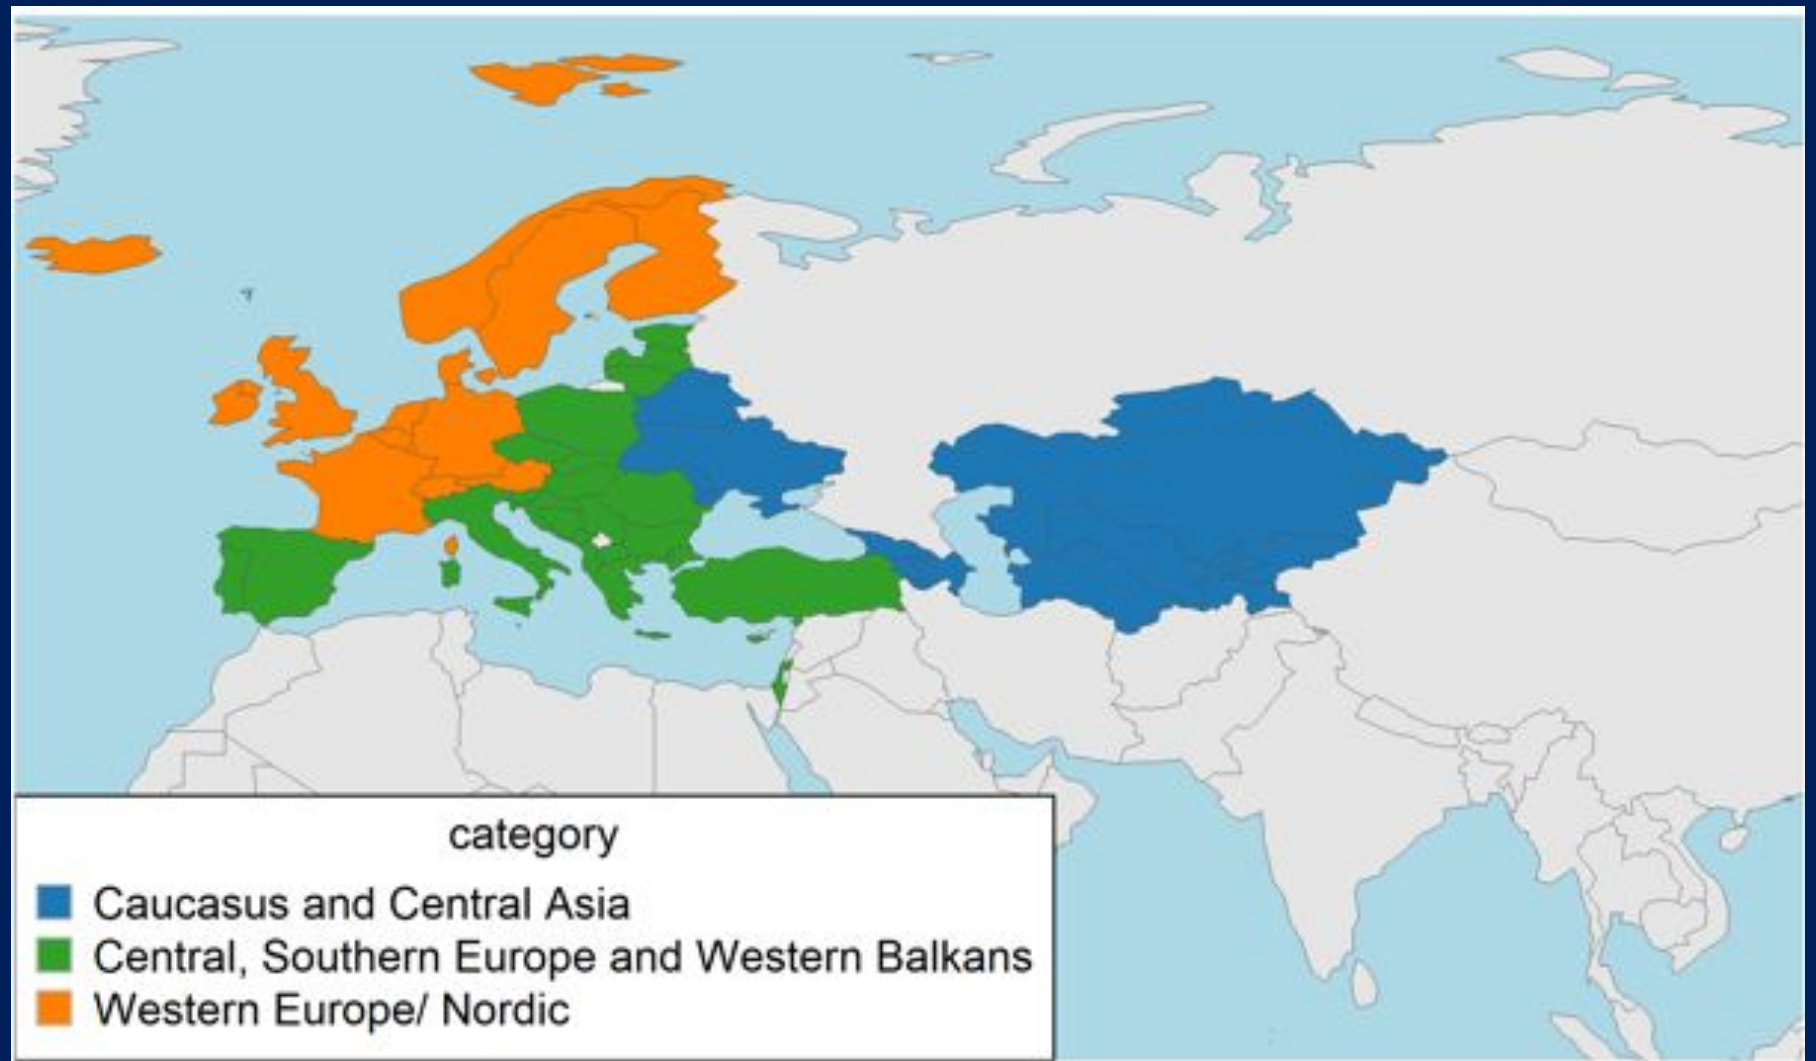 category
Caucasus and Central Asia
Central, Southern Europe and Western Balkans
Western Europe/ Nordic